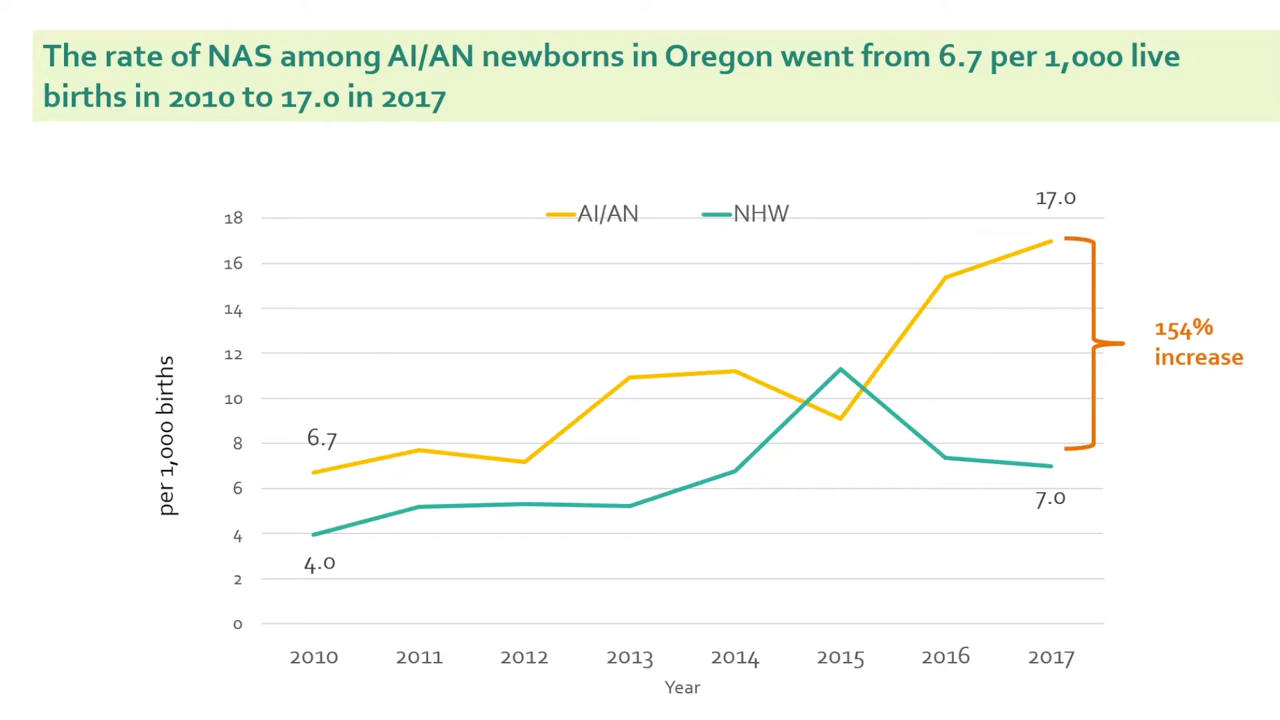 The rate of NAS among AI/AN newborns in Oregon went from 6.7 per 1,000 live
births in 2010 to 17.0 in 2017
17.0
AI/AN
NHW
18
16
14
12
10
8
6
4
2
0
per 1,000 births
6.7
4.0
7.0
154%
increase
2010 2011 2012 2013 2014 2015 2016 2017
Year